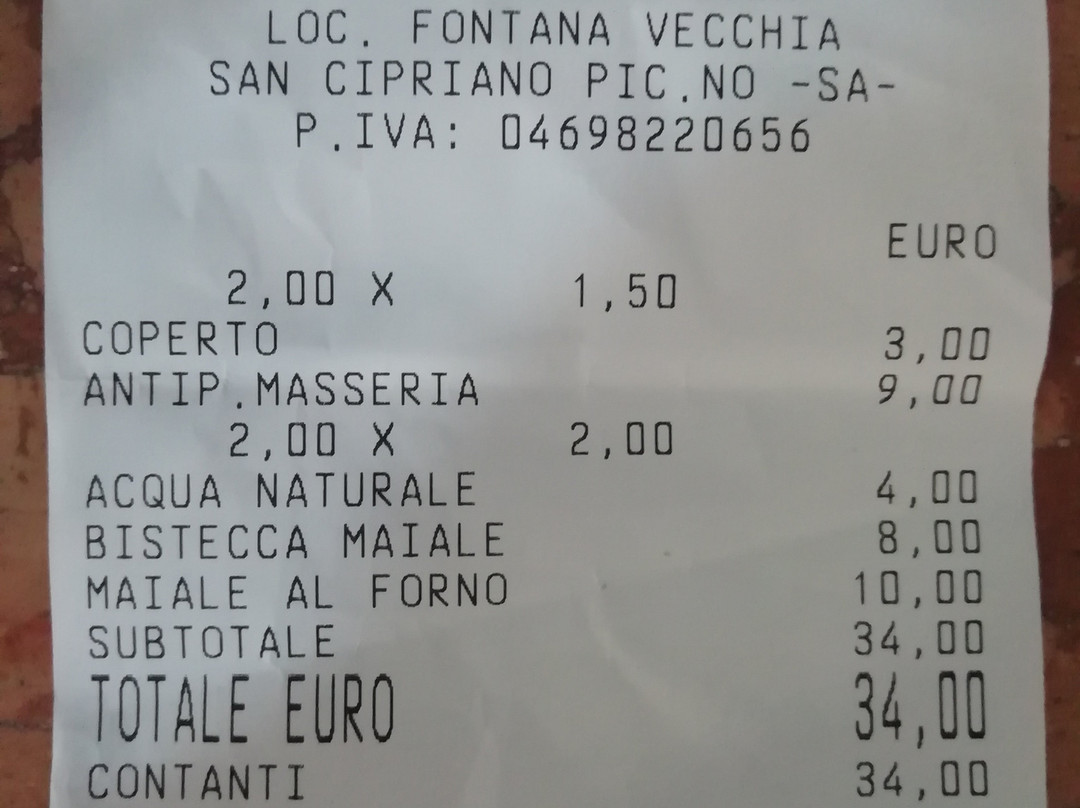 LOC. FONTANA VECCHIA
SAN CIPRIANO PIC.NO -SA-
P.IVA: 04698220656
EURO
2,00 X 1,50
COPERTO 3,00
ANTIP.MASSERIA 9,00
2,00 X 2,00
ACQUA NATURALE 4,00
BISTECCA MAIALE 8,00
MAIALE AL FORNO 10,00
SUBTOTALE 34,00
TOTALE EURO 34,00
CONTANTI 34,00